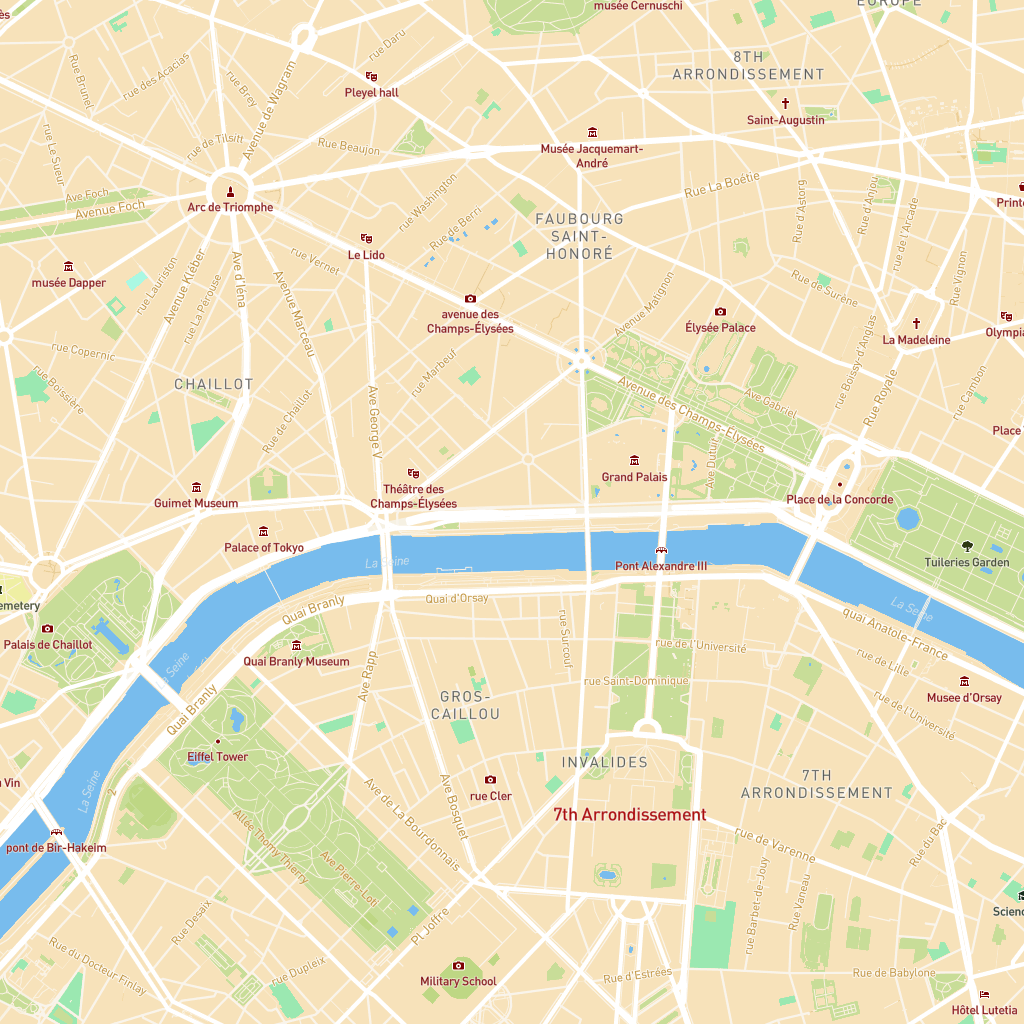 musée Cernuschi
EUROPE
rue Daru
8TH
ARRONDISSEMENT
rue Brunel
rue des Acacias
rue Brey
Avenue de Wagram
Pleyel hall
Saint-Augustin
rue Le Sueur
rue de Tilsitt
Rue Beaujon
Musée Jacquemart-
André
Rue La Boétie
Ave Foch
Avenue Foch
Arc de Triomphe
rue Washington
Rue de Berri
FAUBOURG
SAINT-
HONORÉ
Rue d'Astorg
Rue d'Anjou
rue de l'Arcade
Le Lido
musée Dapper
rue Lauriston
Avenue Kléber
rue La Pérouse
Ave d'Iéna
rue Vernet
Avenue Marceau
avenue des
Champs-Élysées
Avenue Matignon
Élysée Palace
Rue de Surène
Rue Vignon
La Madeleine
rue Copernic
rue Boissière
CHAILLOT
Rue de Chaillot
Ave George V
rue Marbeuf
Avenue des Champs-Élysées
Ave Gabriel
rue Boissy-d'Anglas
Rue Royale
rue Cambon
Place
Ave Dutuit
Grand Palais
Place de la Concorde
Guimet Museum
Théâtre des
Champs-Élysées
Palace of Tokyo
La Seine
Pont Alexandre III
Tuileries Garden
Palais de Chaillot
Quai Branly
Quai d'Orsay
rue Surcouf
La Seine
quai Anatole-France
Quai Branly Museum
Ave Rapp
rue de l'Université
rue de Lille
La Seine
Quai Branly
rue Saint-Dominique
Musee d'Orsay
rue de l'Université
GROS-
CAILLOU
Eiffel Tower
INVALIDES
7TH
ARRONDISSEMENT
La Seine
2
rue Cler
Ave Bosquet
Ave de La Bourdonnais
7th Arrondissement
rue de Varenne
Rue du Bac
pont de Bir-Hakeim
Allée Thomy Thierry
Ave Pierre-Loti
rue Barbet-de-Jouy
Rue Vaneau
Rue Desaix
Pl Joffre
Rue du Docteur Finlay
rue Dupleix
Military School
Rue d'Estrées
Rue de Babylone
Hôtel Lutetia